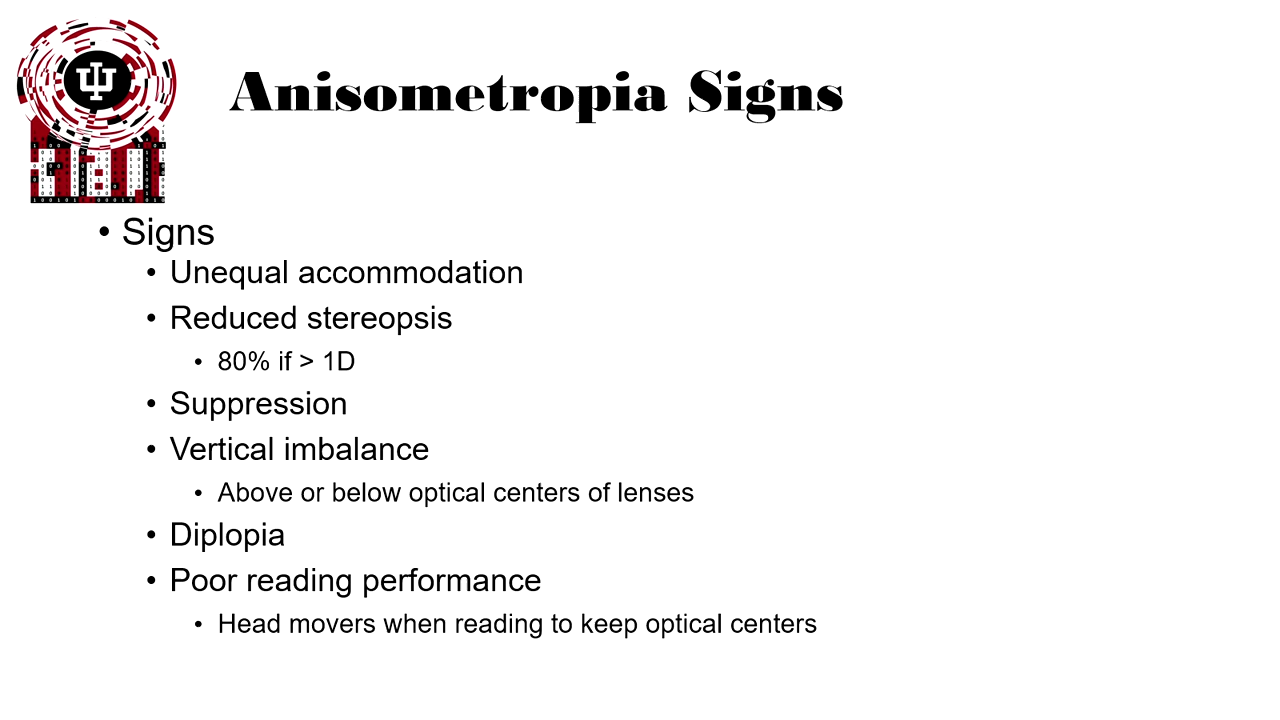 Anisometropia Signs
• Signs
• Unequal accommodation
• Reduced stereopsis
• 80% if > 1D
• Suppression
• Vertical imbalance
• Above or below optical centers of lenses
• Diplopia
• Poor reading performance
• Head movers when reading to keep optical centers